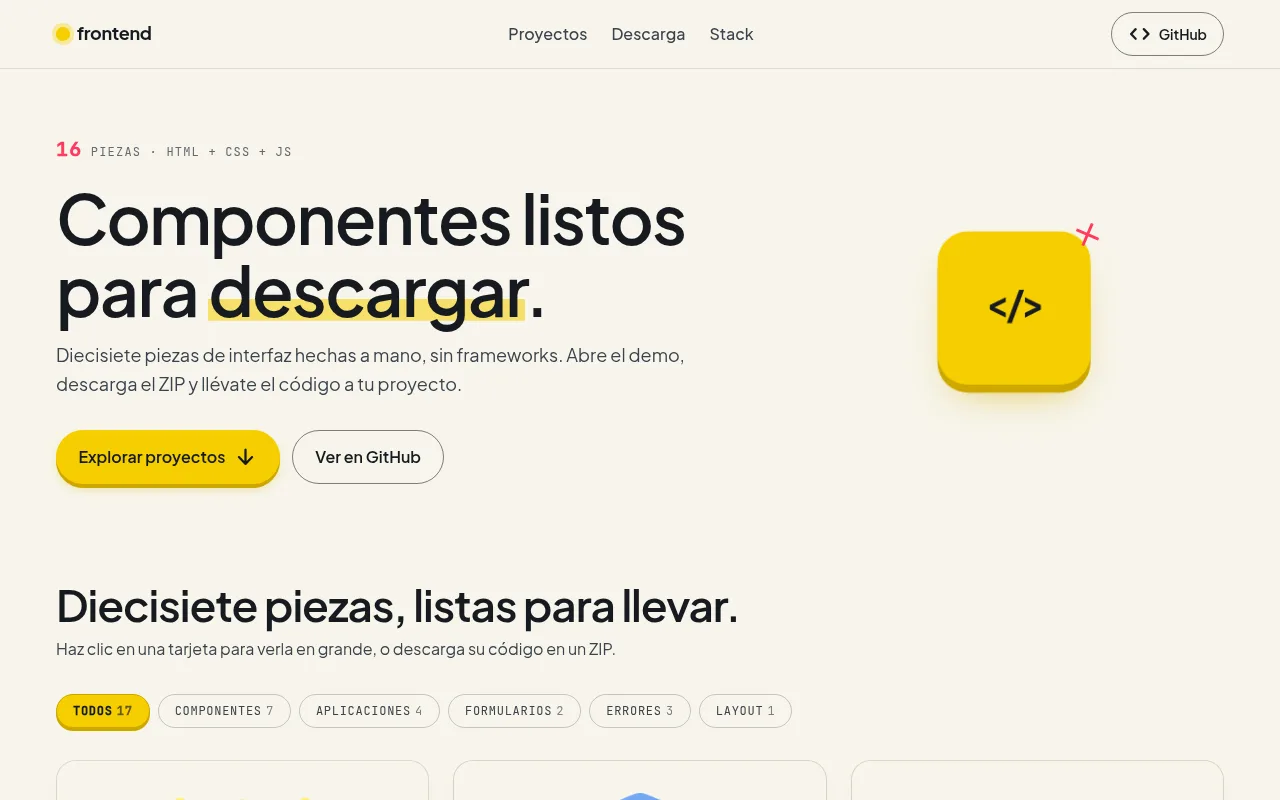 frontend
Proyectos
Descarga
Stack
GitHub
16 PIEZAS · HTML + CSS + JS
Componentes listos
para descargar.
Diecisiete piezas de interfaz hechas a mano, sin frameworks. Abre el demo,
descarga el ZIP y llévate el código a tu proyecto.
</>
Explorar proyectos
Ver en GitHub
Diecisiete piezas, listas para llevar.
Haz clic en una tarjeta para verla en grande, o descarga su código en un ZIP.
TODOS 17
COMPONENTES 7
APLICACIONES 4
FORMULARIOS 2
ERRORES 3
LAYOUT 1